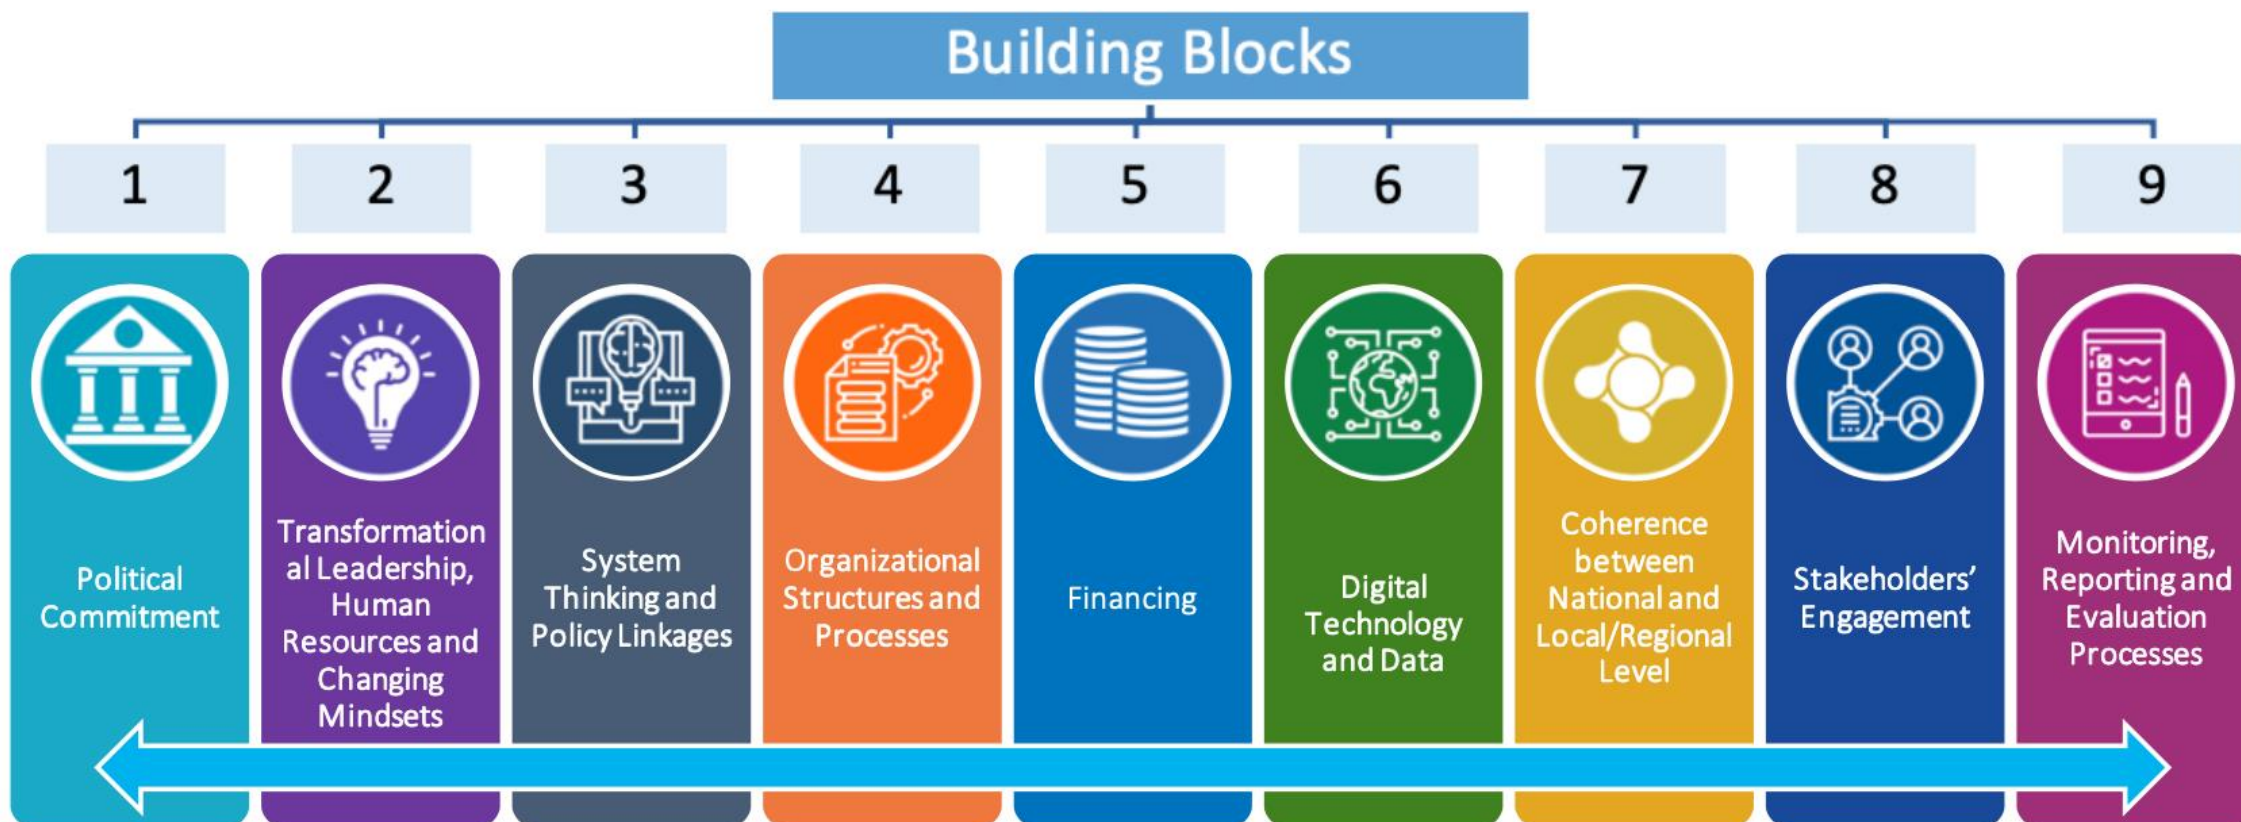 Building Blocks
1
2
3
4
5
6
7
8
9
Political
Commitment
Transformation
al Leadership,
Human
Resources and
Changing
Mindsets
System
Thinking and
Policy Linkages
Organizational
Structures and
Processes
Financing
Digital
Technology
and Data
Coherence
between
National and
Local/Regional
Level
Stakeholders’
Engagement
Monitoring,
Reporting and
Evaluation
Processes